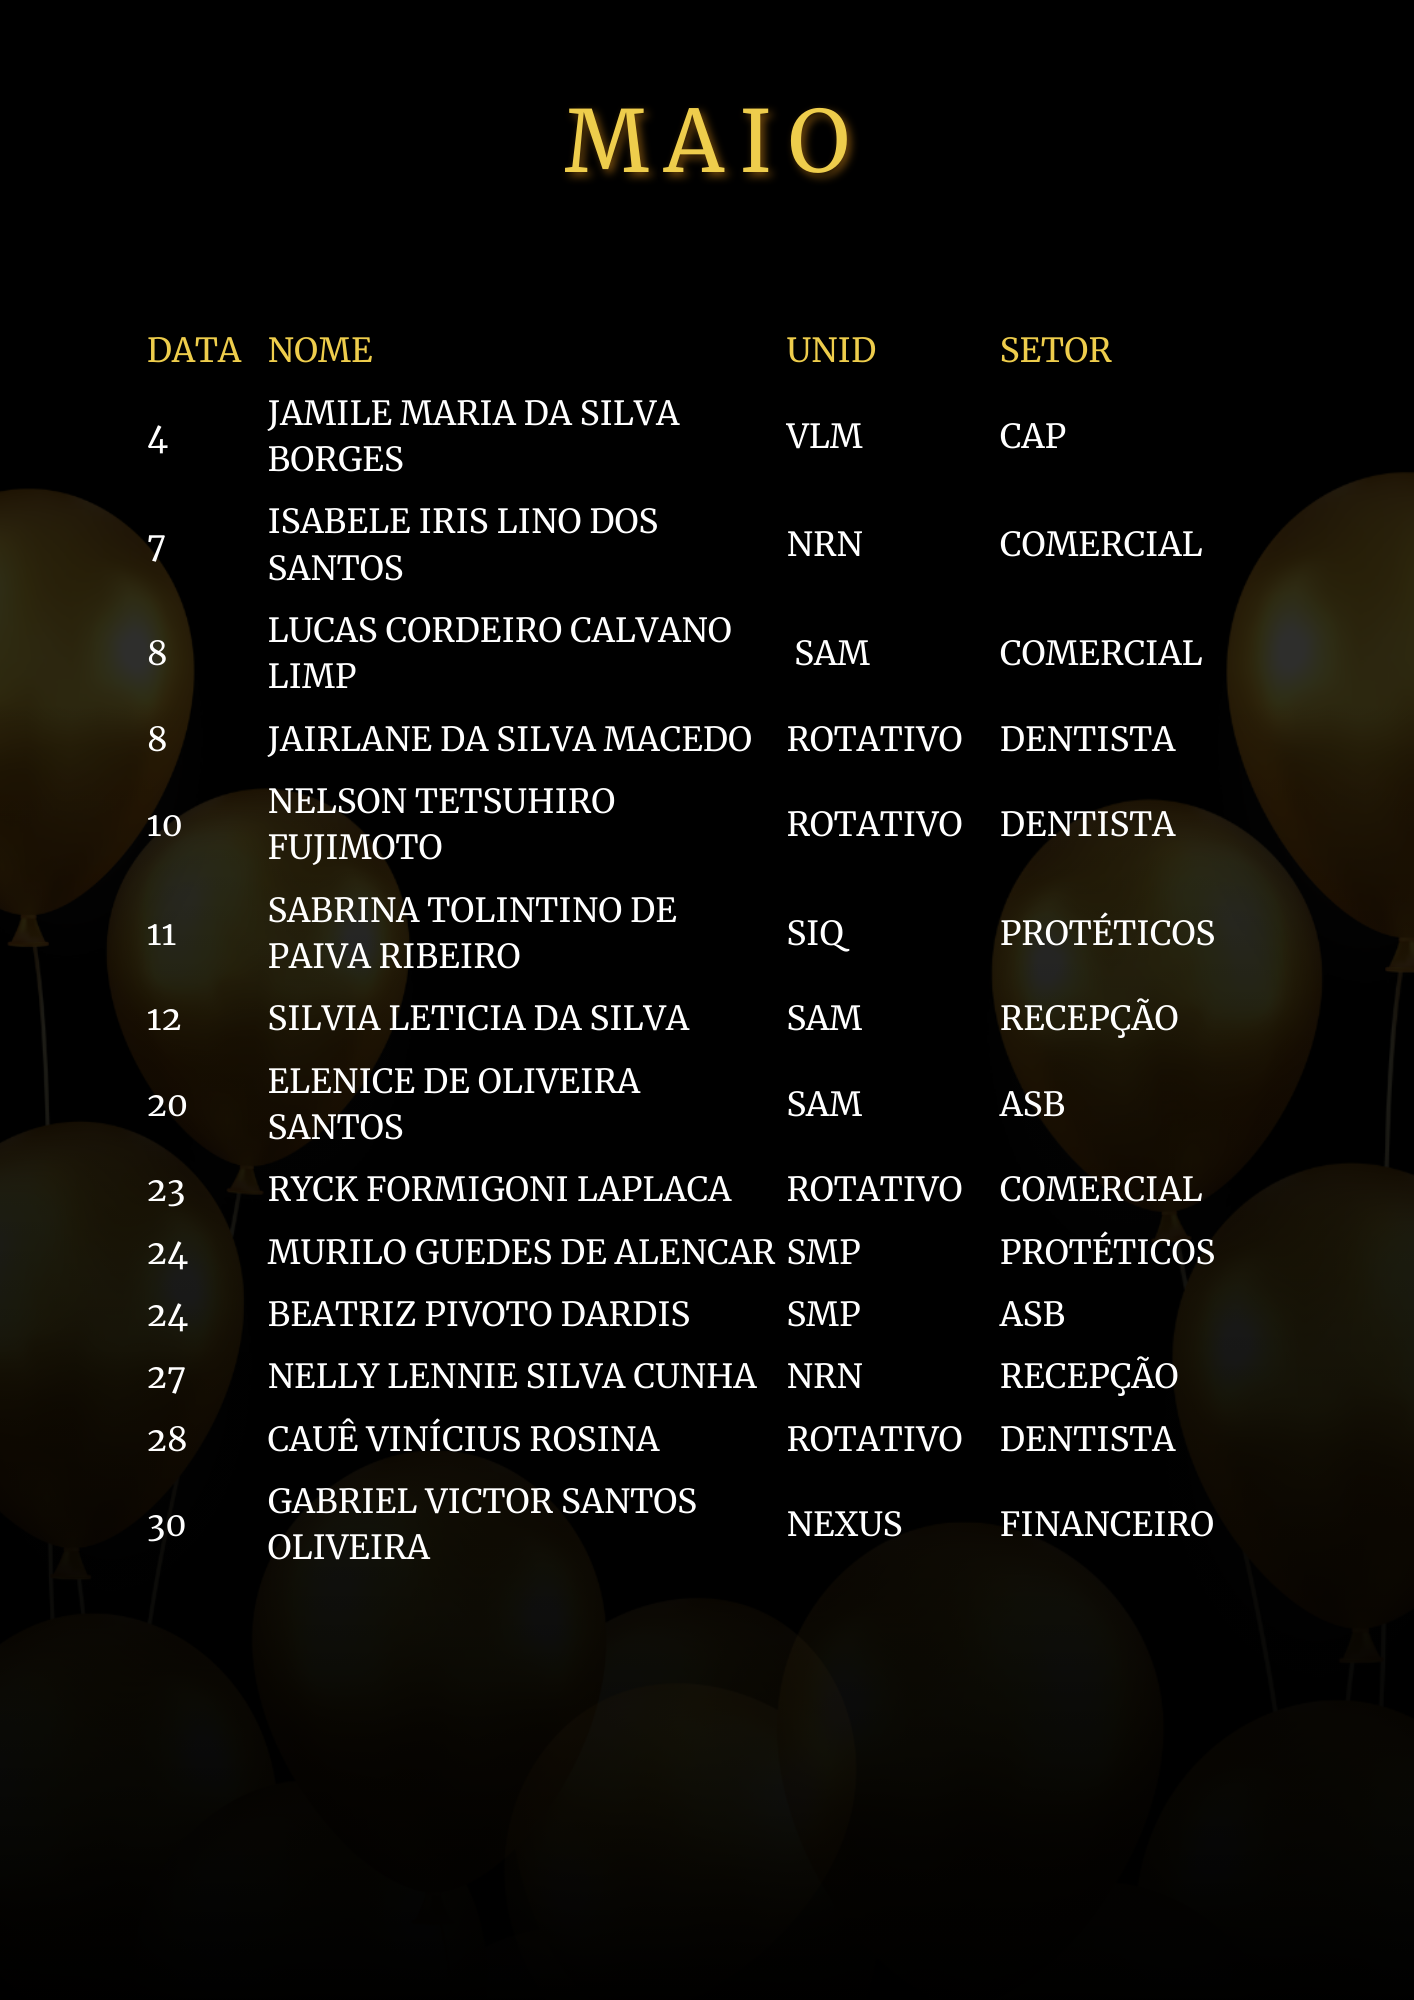 MAIO
DATA NOME UNID SETOR
4 JAMILE MARIA DA SILVA BORGES VLM CAP
7 ISABELE IRIS LINO DOS SANTOS NRN COMERCIAL
8 LUCAS CORDEIRO CALVANO LIMP SAM COMERCIAL
8 JAIRLANE DA SILVA MACEDO ROTATIVO DENTISTA
10 NELSON TETSUHIRO FUJIMOTO ROTATIVO DENTISTA
11 SABRINA TOLINTINO DE PAIVA RIBEIRO SIQ PROTÉTICOS
12 SILVIA LETICIA DA SILVA SAM RECEPÇÃO
20 ELENICE DE OLIVEIRA SANTOS SAM ASB
23 RYCK FORMIGONI LAPLACA ROTATIVO COMERCIAL
24 MURILO GUEDES DE ALENCAR SMP PROTÉTICOS
24 BEATRIZ PIVOTO DARDIS SMP ASB
27 NELLY LENNIE SILVA CUNHA NRN RECEPÇÃO
28 CAUÊ VINÍCIUS ROSINA ROTATIVO DENTISTA
30 GABRIEL VICTOR SANTOS OLIVEIRA NEXUS FINANCEIRO